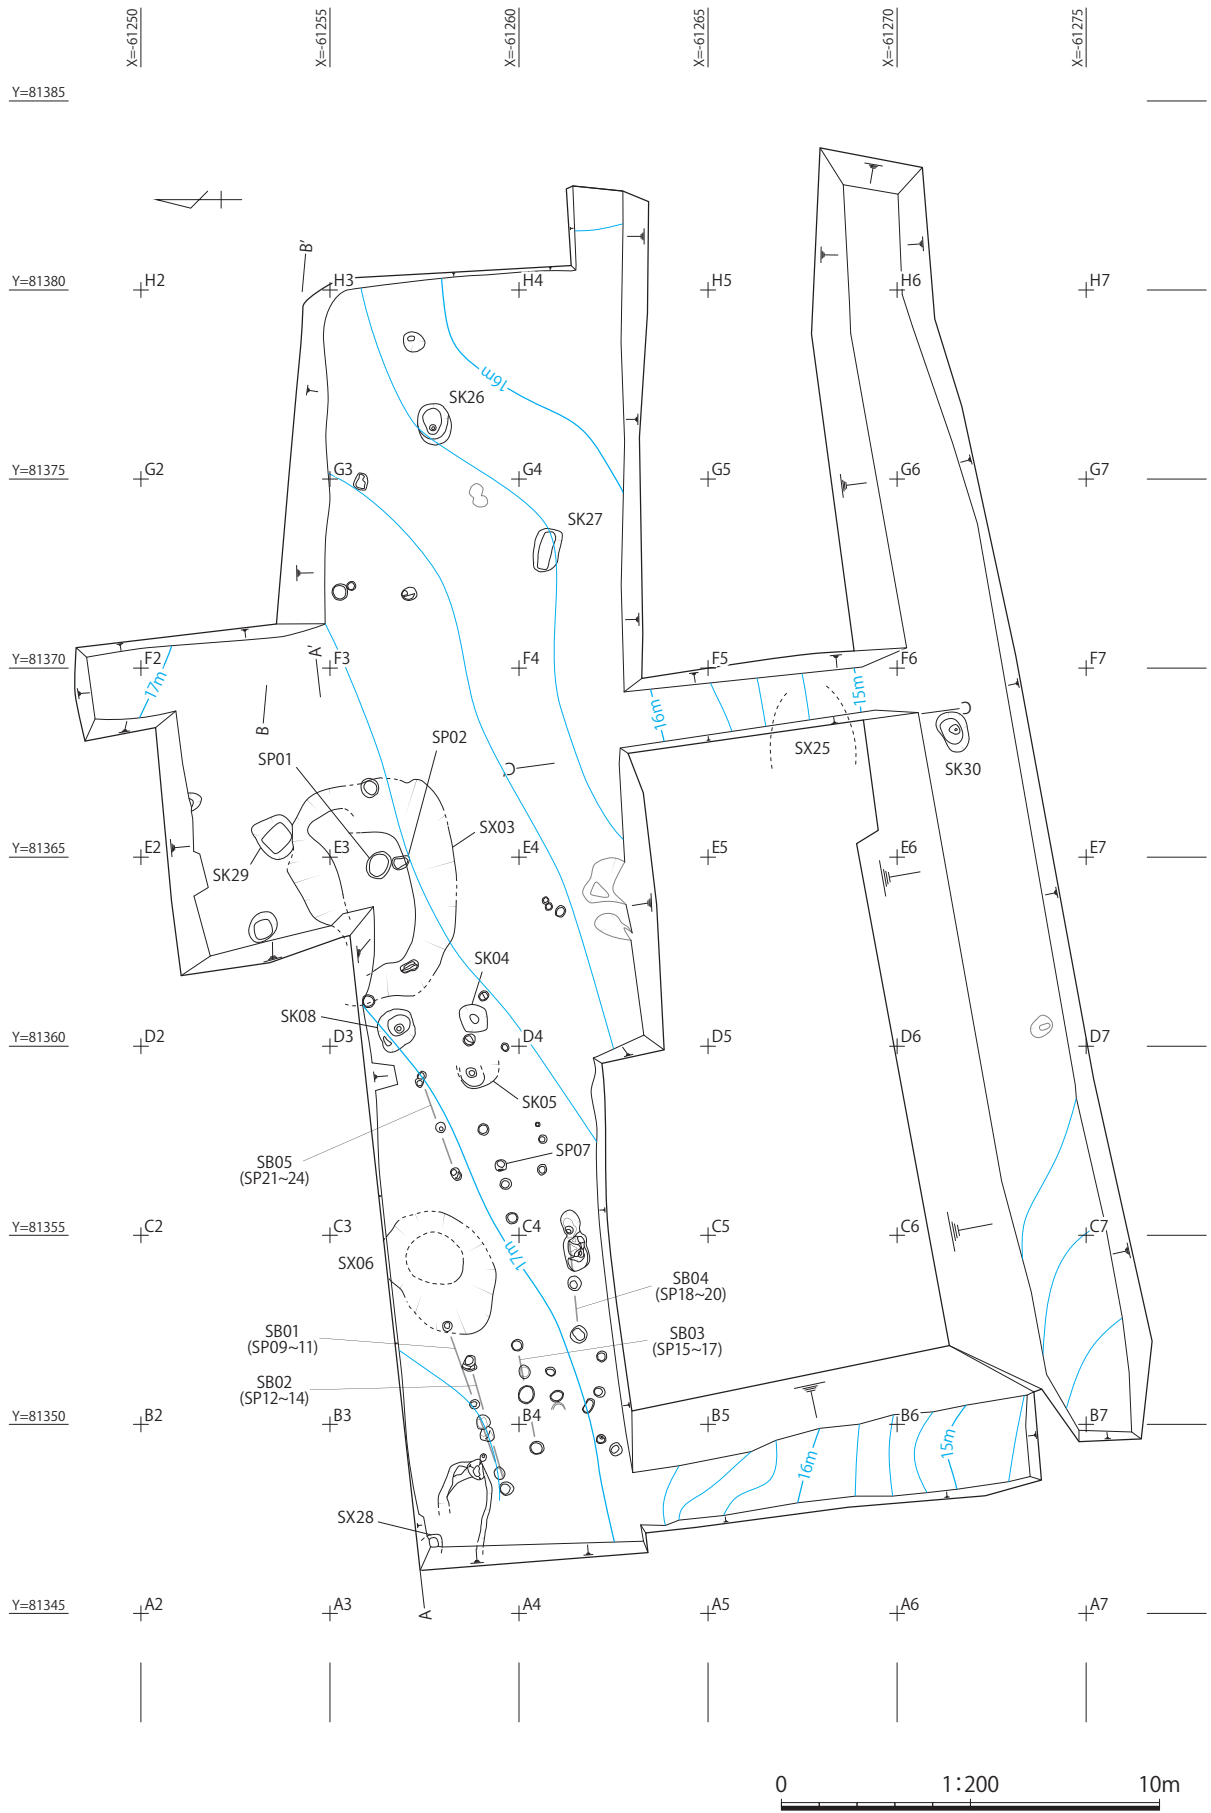 X=-61250
X=-61255
X=-61260
X=-61265
X=-61270
X=-61275
Y=81385
B'
Y=81380
H2
H3
H4
H5
H6
H7
16m
SK26
Y=81375
G2
G3
G4
G5
G6
G7
SK27
Y=81370
F2
A'
F3
F4
F5
F6
F7
17m
16m
15m
B
C'
SP02
SP01
C
SX25
SK30
SX03
Y=81365
E2
E3
E4
E5
E6
E7
SK29
SK04
SK08
Y=81360
D2
D3
D4
D5
D6
D7
SK05
SP07
SB05
(SP21~24)
Y=81355
C2
C3
C4
C5
C6
C7
17m
SX06
SB04
(SP18~20)
SB01
(SP09~11)
SB03
(SP15~17)
SB02
(SP12~14)
Y=81350
B2
B3
B4
B5
B6
B7
16m
15m
SX28
Y=81345
A2
A3
A
A4
A5
A6
A7
0
1:200
10m